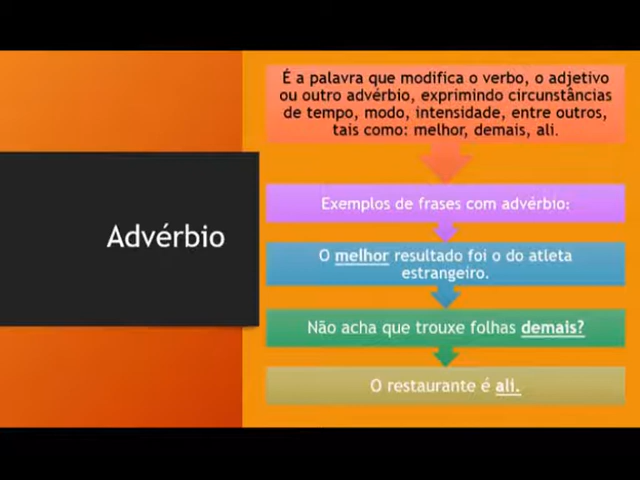 Advérbio
É a palavra que modifica o verbo, o adjetivo
ou outro advérbio, exprimindo circunstâncias
de tempo, modo, intensidade, entre outros,
tais como: melhor, demais, ali.
Exemplos de frases com advérbio:
O melhor resultado foi o do atleta
estrangeiro.
Não acha que trouxe folhas demais?
O restaurante é ali.